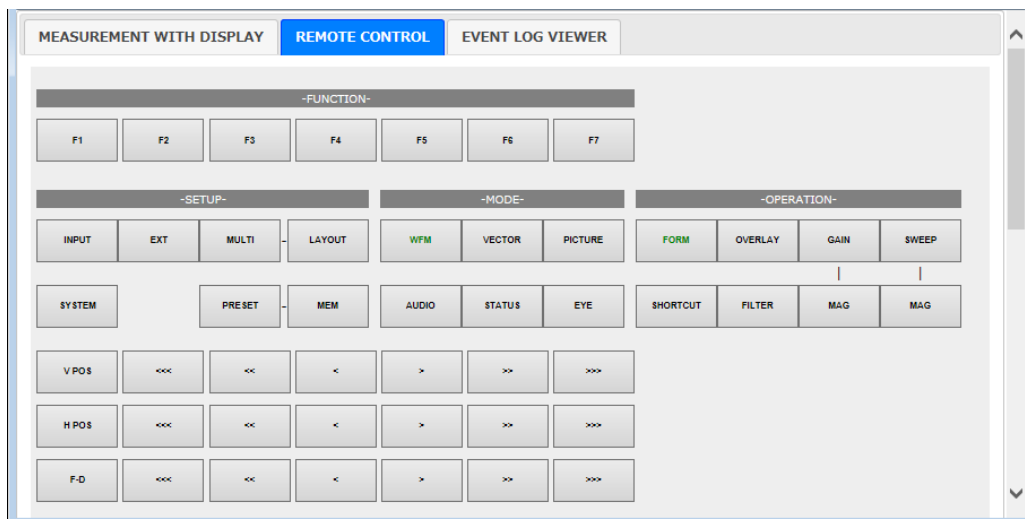 MEASUREMENT WITH DISPLAY REMOTE CONTROL EVENT LOG VIEWER
-FUNCTION-
F1 F2 F3 F4 F5 F6 F7
-SETUP- -MODE- -OPERATION-
INPUT EXT MULTI - LAYOUT WFM VECTOR PICTURE FORM OVERLAY GAIN SWEEP
| |
SYSTEM PRESET - MEM AUDIO STATUS EYE SHORTCUT FILTER MAG MAG
V POS <<< << < > >> >>>
H POS <<< << < > >> >>>
F-D <<< << < > >> >>>